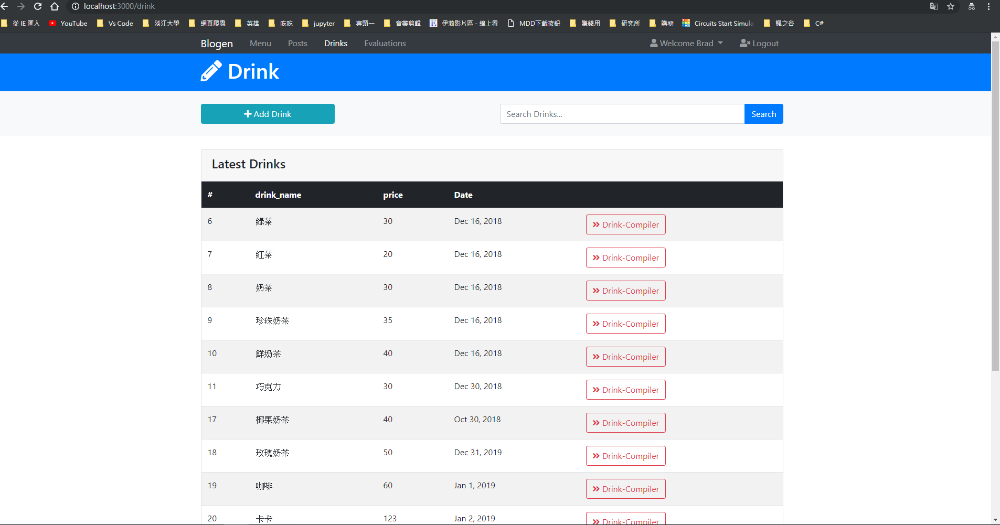 localhost:3000/drink
從 IE 匯入 YouTube Vs Code 淡江大學 網頁爬蟲 英雄 吃吃 jupyter 專題一 音樂剪輯 伊莉影片區 - 線上看 MDD下載按鈕 賺錢用 研究所 購物 Circuits Start Simula 楓之谷 C#
Blogen Menu Posts Drinks Evaluations Welcome Brad Logout
Drink
Add Drink Search Drinks... Search
Latest Drinks
# drink_name price Date
6 綠茶 30 Dec 16, 2018 Drink-Compiler
7 紅茶 20 Dec 16, 2018 Drink-Compiler
8 奶茶 30 Dec 16, 2018 Drink-Compiler
9 珍珠奶茶 35 Dec 16, 2018 Drink-Compiler
10 鮮奶茶 40 Dec 16, 2018 Drink-Compiler
11 巧克力 30 Dec 30, 2018 Drink-Compiler
17 椰果奶茶 40 Oct 30, 2018 Drink-Compiler
18 玫瑰奶茶 50 Dec 31, 2019 Drink-Compiler
19 咖啡 60 Jan 1, 2019 Drink-Compiler
20 卡卡 123 Jan 2, 2019 Drink-Compiler